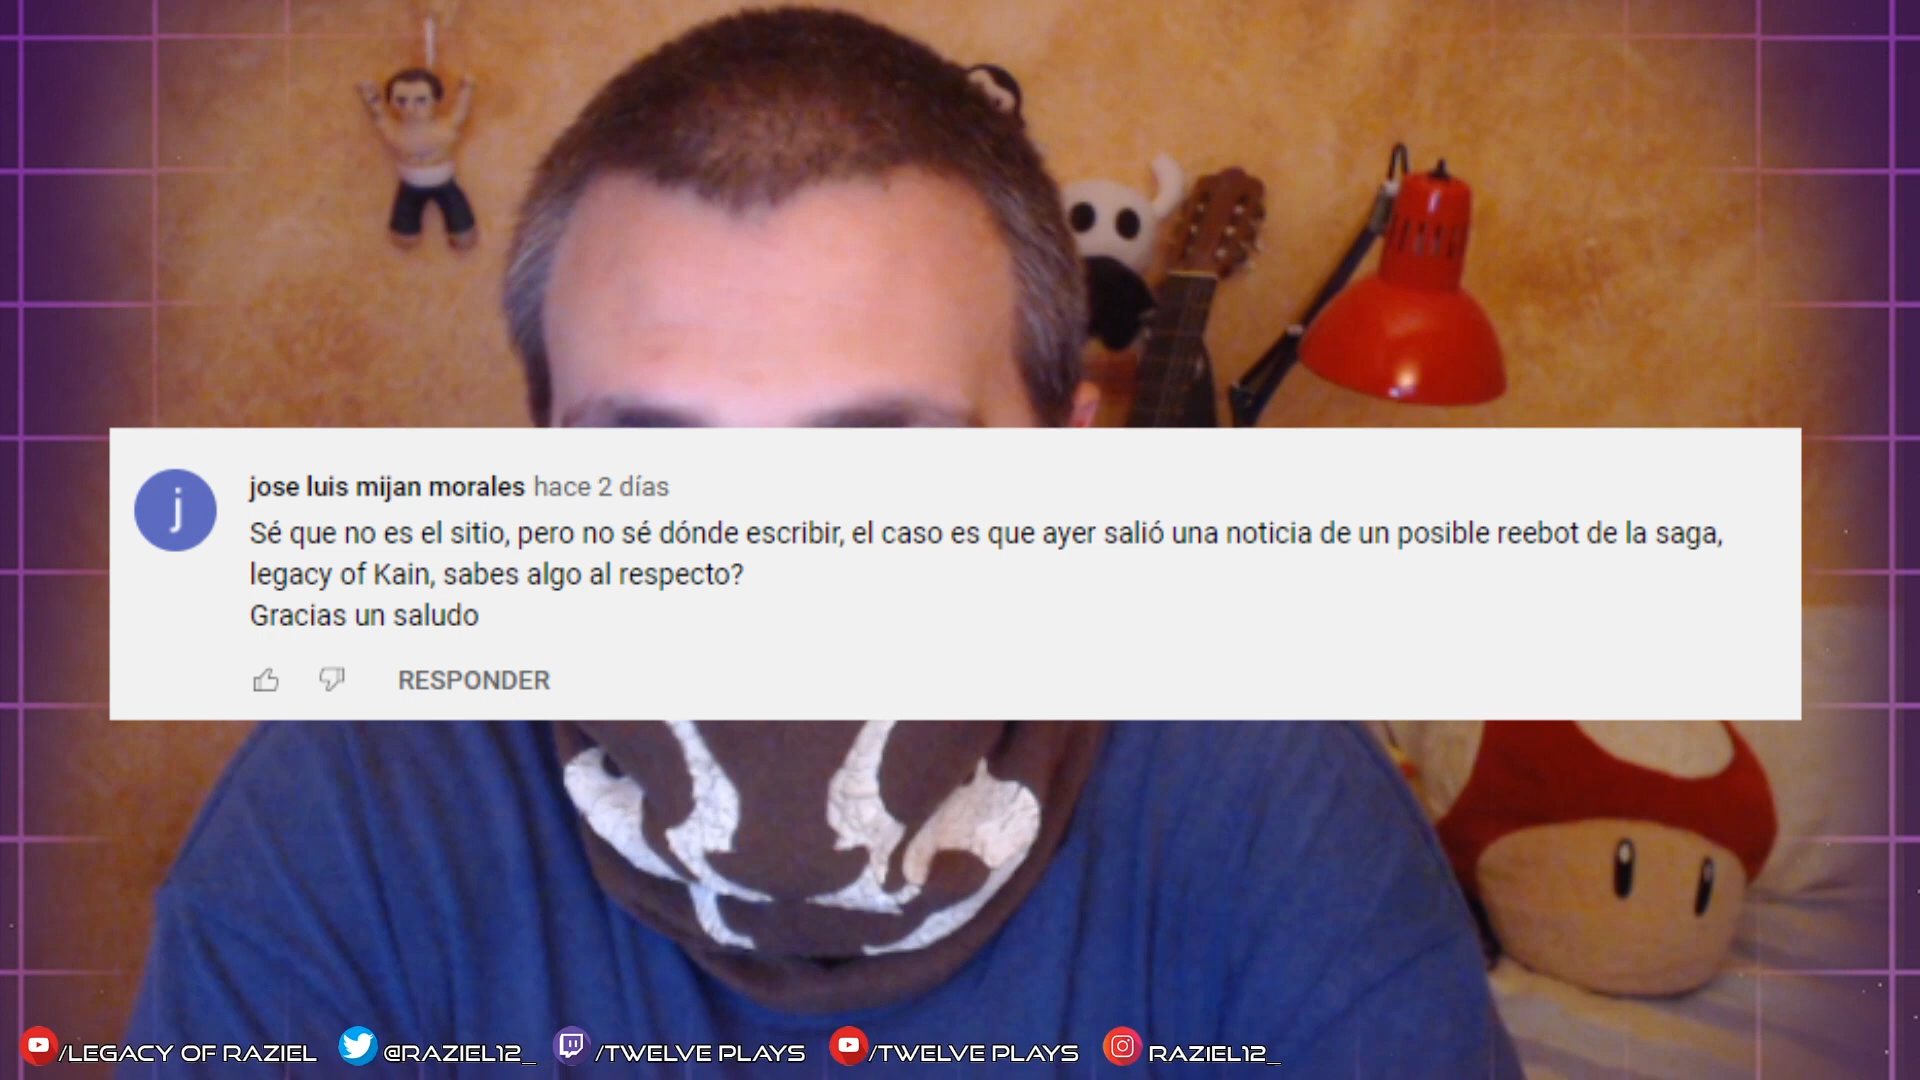 j
jose luis mijan morales hace 2 días
Sé que no es el sitio, pero no sé dónde escribir, el caso es que ayer salió una noticia de un posible reebot de la saga,
legacy of Kain, sabes algo al respecto?
Gracias un saludo
RESPONDER
/LEGACY OF RAZIEL @RAZIEL12_ /TWELVE PLAYS /TWELVE PLAYS RAZIEL12_